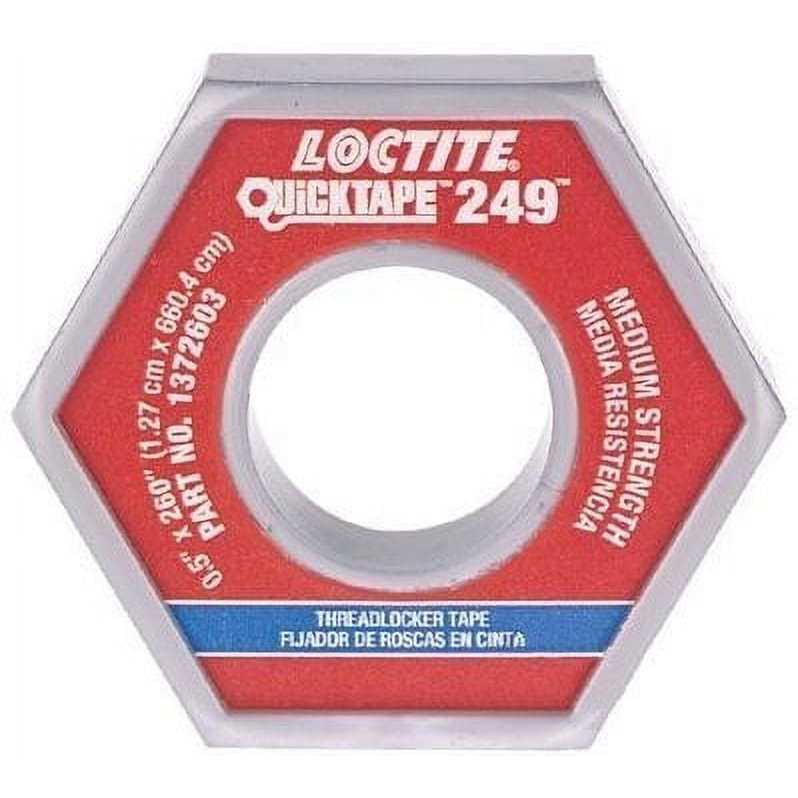 LOCTITE®
QUICKTAPE™ 249™
0.5" x 260" (1.27 cm x 660.4 cm)
PART NO. 1372603
MEDIUM STRENGTH
MEDIA RESISTENCIA
THREADLOCKER TAPE
FIJADOR DE ROSCAS EN CINTA